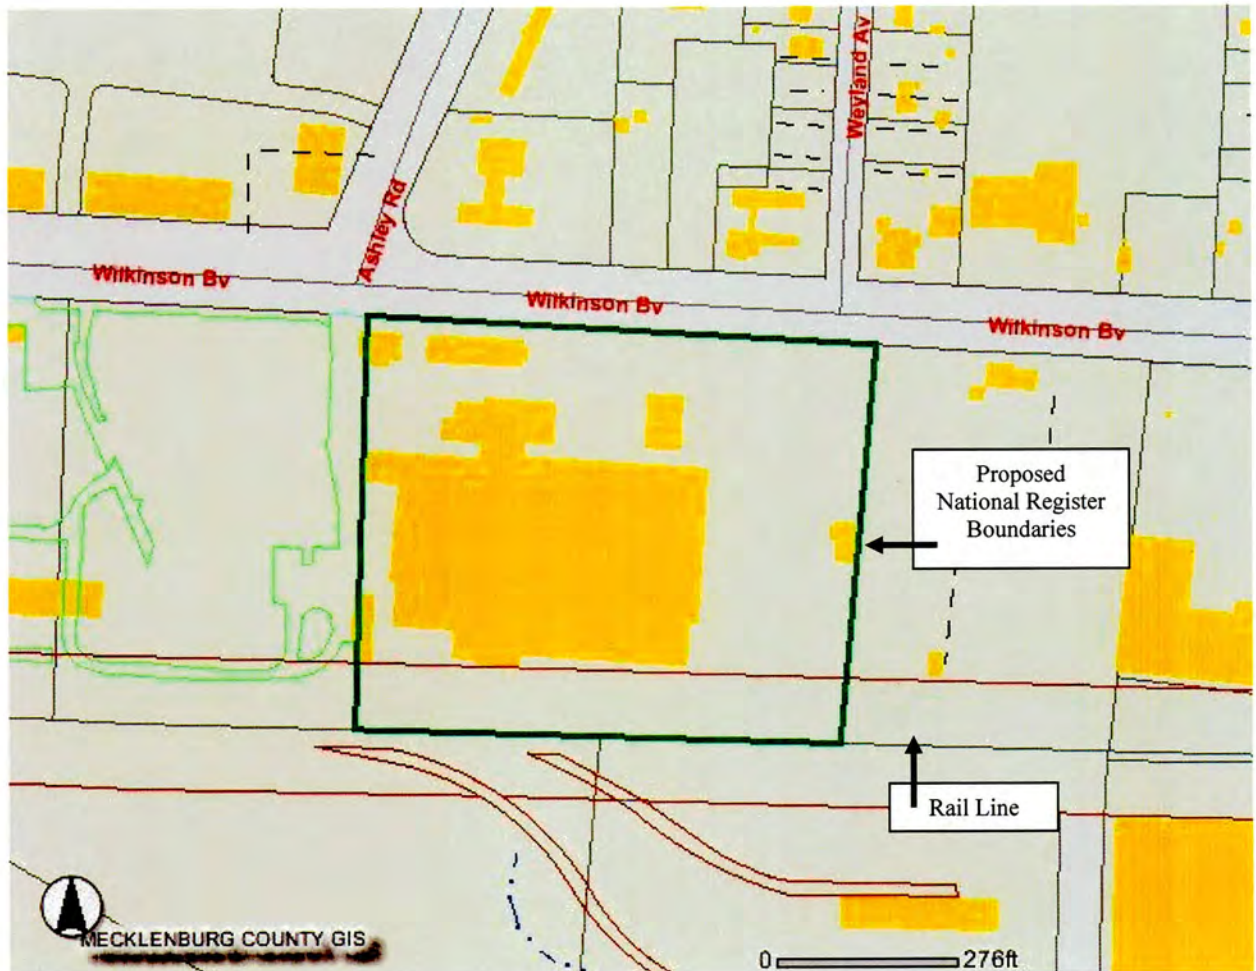 Weyland Av
Ashley Rd
Wilkinson Bv
Wilkinson Bv
Wilkinson Bv
Proposed
National Register
Boundaries
Rail Line
MECKLENBURG COUNTY GIS
0 276ft